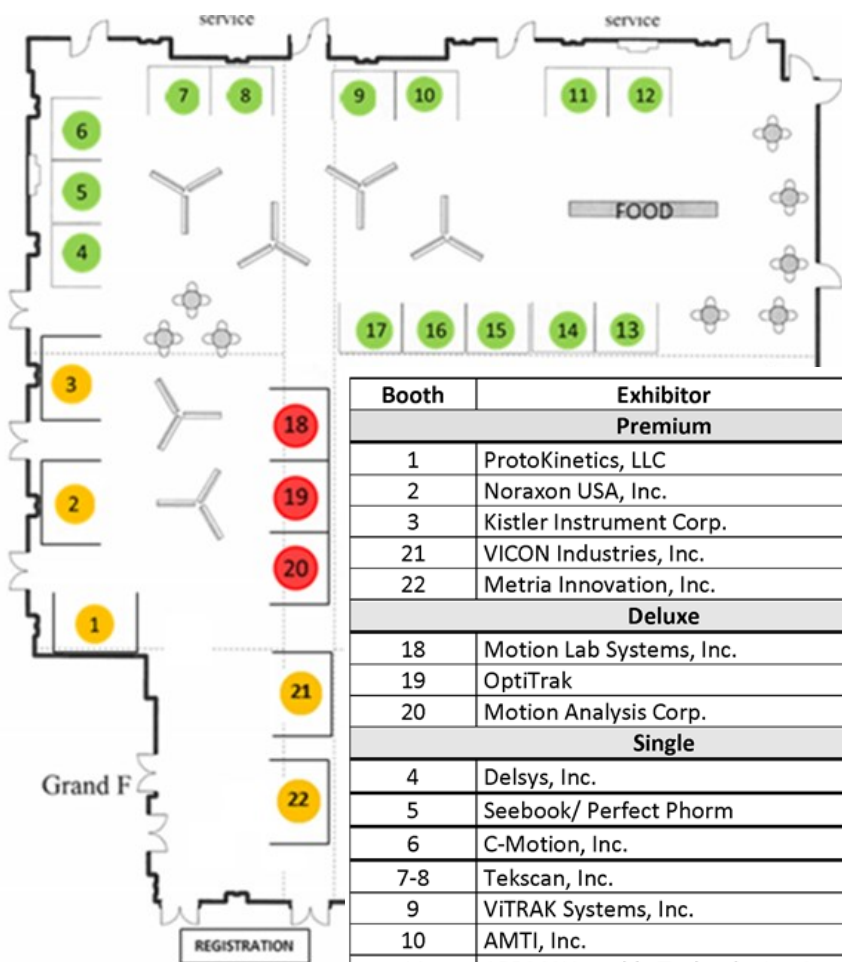 service
service
7
8
9
10
11
12
6
5
4
FOOD
17
16
15
14
13
3
2
1
18
19
20
21
22
Grand F
REGISTRATION
Booth Exhibitor
Premium
1 ProtoKinetics, LLC
2 Noraxon USA, Inc.
3 Kistler Instrument Corp.
21 VICON Industries, Inc.
22 Metria Innovation, Inc.
Deluxe
18 Motion Lab Systems, Inc.
19 OptiTrak
20 Motion Analysis Corp.
Single
4 Delsys, Inc.
5 Seebook/ Perfect Phorm
6 C-Motion, Inc.
7-8 Tekscan, Inc.
9 ViTRAK Systems, Inc.
10 AMTI, Inc.